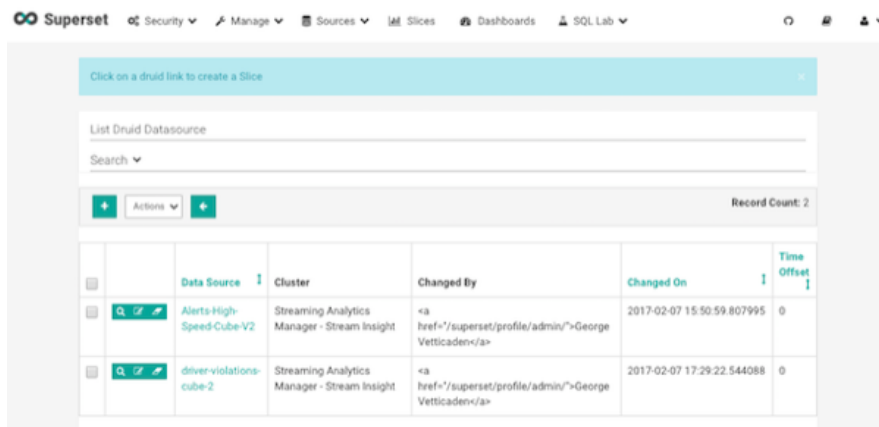 Superset Security Manage Sources Slices Dashboards SQL Lab
Click on a druid link to create a Slice ×
List Druid Datasource
Search
+ Actions Record Count: 2
Data Source Cluster Changed By Changed On Time Offset
Alerts-High-
Speed-Cube-V2
Streaming Analytics
Manager - Stream Insight
<a
href="/superset/profile/admin/">George
Vetticaden</a>
2017-02-07 15:50:59.807995
0
driver-violations-
cube-2
Streaming Analytics
Manager - Stream Insight
<a
href="/superset/profile/admin/">George
Vetticaden</a>
2017-02-07 17:29:22.544088
0